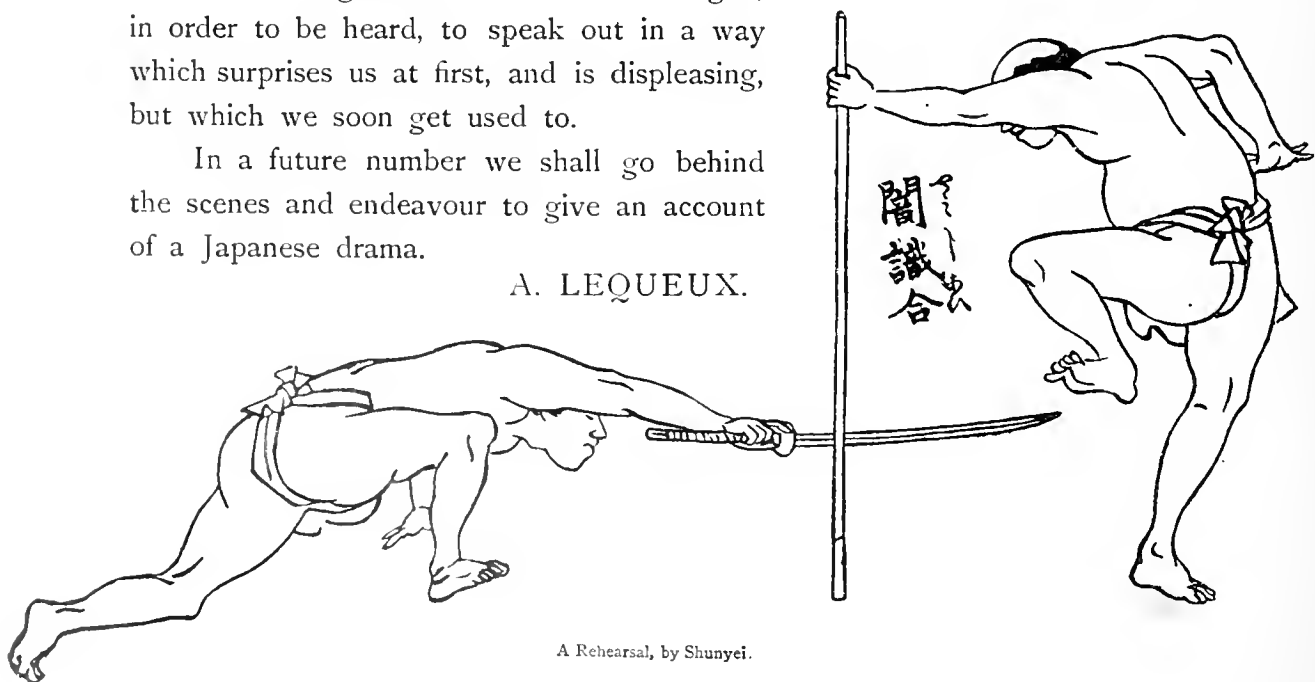 in order to be heard, to speak out in a way
which surprises us at first, and is displeasing,
but which we soon get used to.
In a future number we shall go behind
the scenes and endeavour to give an account
of a Japanese drama.
A. LEQUEUX.
闇識合
A Rehearsal, by Shunyei.